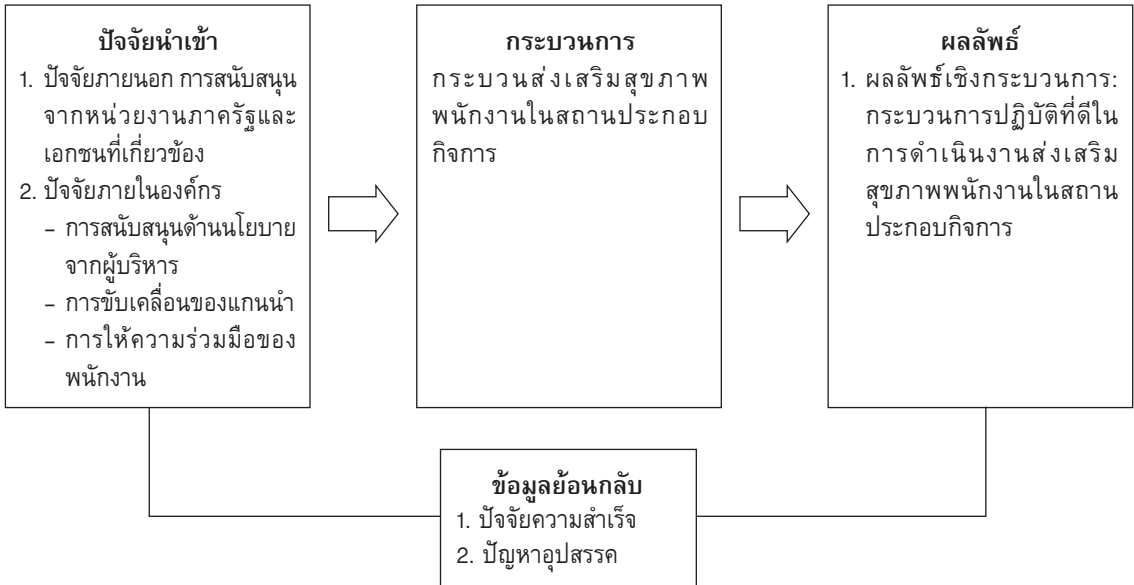 ปัจจัยนำเข้า
1. ปัจจัยภายนอก การสนับสนุน
จากหน่วยงานภาครัฐและ
เอกชนที่เกี่ยวข้อง
2. ปัจจัยภายในองค์กร
– การสนับสนุนด้านนโยบาย
จากผู้บริหาร
– การขับเคลื่อนของแกนนำ
– การให้ความร่วมมือของ
พนักงาน
กระบวนการ
กระบวนส่งเสริมสุขภาพ
พนักงานในสถานประกอบ
กิจการ
ผลลัพธ์
1. ผลลัพธ์เชิงกระบวนการ:
กระบวนการปฏิบัติที่ดีใน
การดำเนินงานส่งเสริม
สุขภาพพนักงานในสถาน
ประกอบกิจการ
ข้อมูลย้อนกลับ
1. ปัจจัยความสำเร็จ
2. ปัญหาอุปสรรค